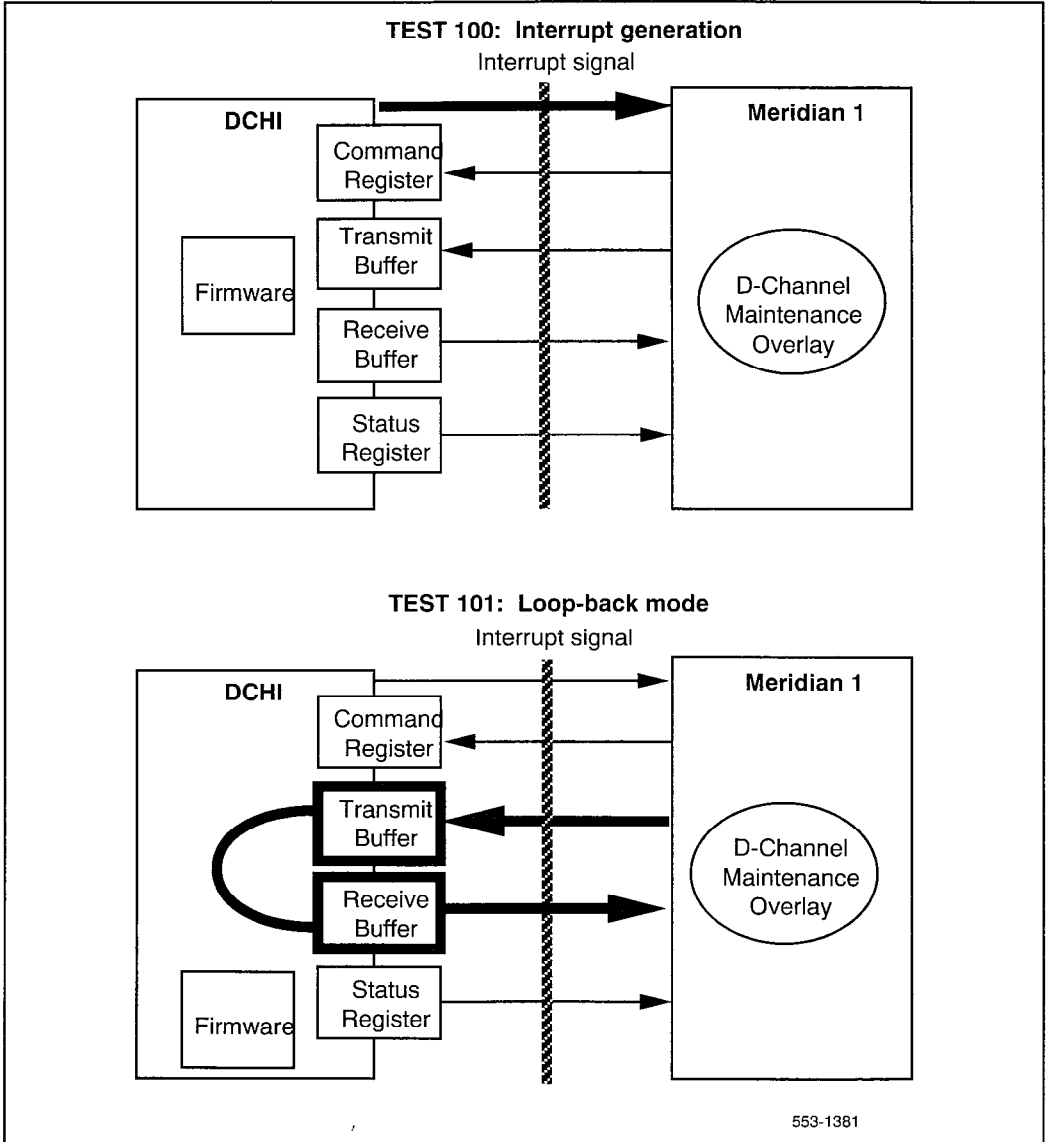 TEST 100: Interrupt generation
Interrupt signal
DCHI
Meridian 1
Command
Register
Transmit
Buffer
Firmware
Receive
Buffer
Status
Register
D-Channel
Maintenance
Overlay
TEST 101: Loop-back mode
Interrupt signal
DCHI
Meridian 1
Command
Register
Transmit
Buffer
Receive
Buffer
Status
Register
Firmware
D-Channel
Maintenance
Overlay
553-1381